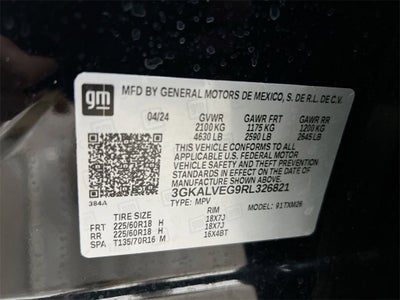 gm
MFD BY GENERAL MOTORS DE MEXICO, S. DE R.L. DE C.V.
04/24 GVWR GAWR FRT GAWR RR
2100 KG 1175 KG 1200 KG
4630 LB 2590 LB 2645 LB
THIS VEHICLE CONFORMS TO ALL APPLICABLE
U.S. FEDERAL MOTOR
VEHICLE SAFETY AND THEFT PREVENTION
STANDARDS IN EFFECT ON THE DATE OF
MANUFACTURE SHOWN ABOVE.
3GKALVEG9RL326821
384A TYPE: MPV MODEL: 91TXM26
TIRE SIZE RIM
FRT 225/60R18 H 18X7J
RR 225/60R18 H 18X7J
SPA T135/70R16 M 16X4BT